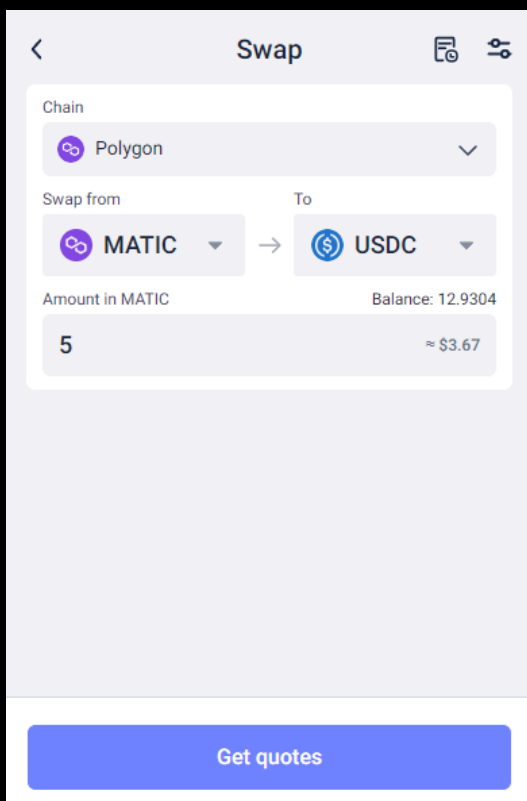 Swap
Chain
Polygon
Swap from To
MATIC → USDC
Amount in MATIC Balance: 12.9304
5 ≈ $3.67
Get quotes